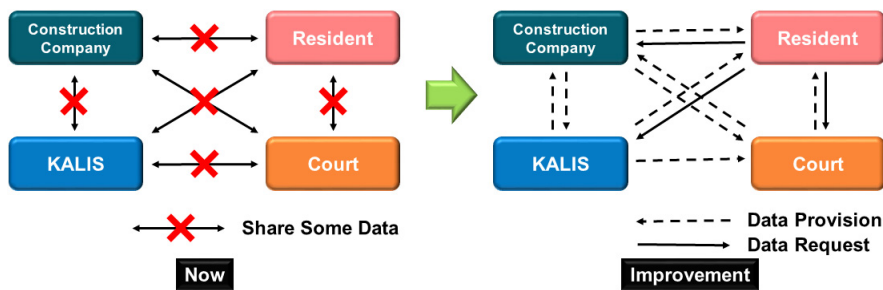 Construction
Company
Resident
KALIS
Court
Share Some Data
Now
Construction
Company
Resident
KALIS
Court
Data Provision
Data Request
Improvement